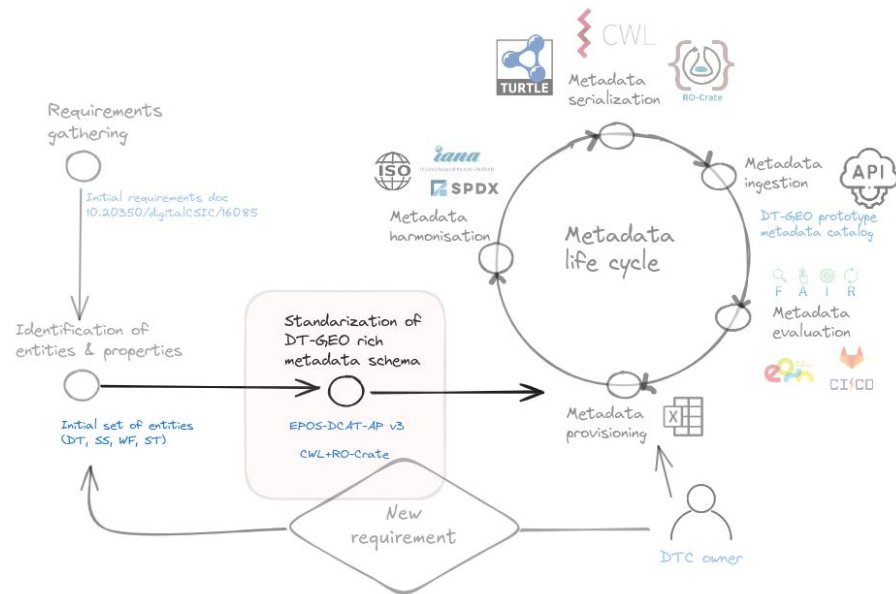 TURTLE
CWL
RO-Crate
Metadata
serialization
Requirements
gathering
Initial requirements doc
10.20350/digitalCSIC/16085
ISO
iana
SPDX
Metadata
harmonisation
Metadata
life cycle
Metadata
ingestion
API
DT-GEO prototype
metadata catalog
F A I R
Metadata
evaluation
CI/CD
Metadata
provisioning
X
Identification of
entities & properties
Initial set of entities
(DT, SS, WF, ST)
Standarization of
DT-GEO rich
metadata schema
EPOS-DCAT-AP v3
CWL+RO-Crate
New
requirement
DTC owner